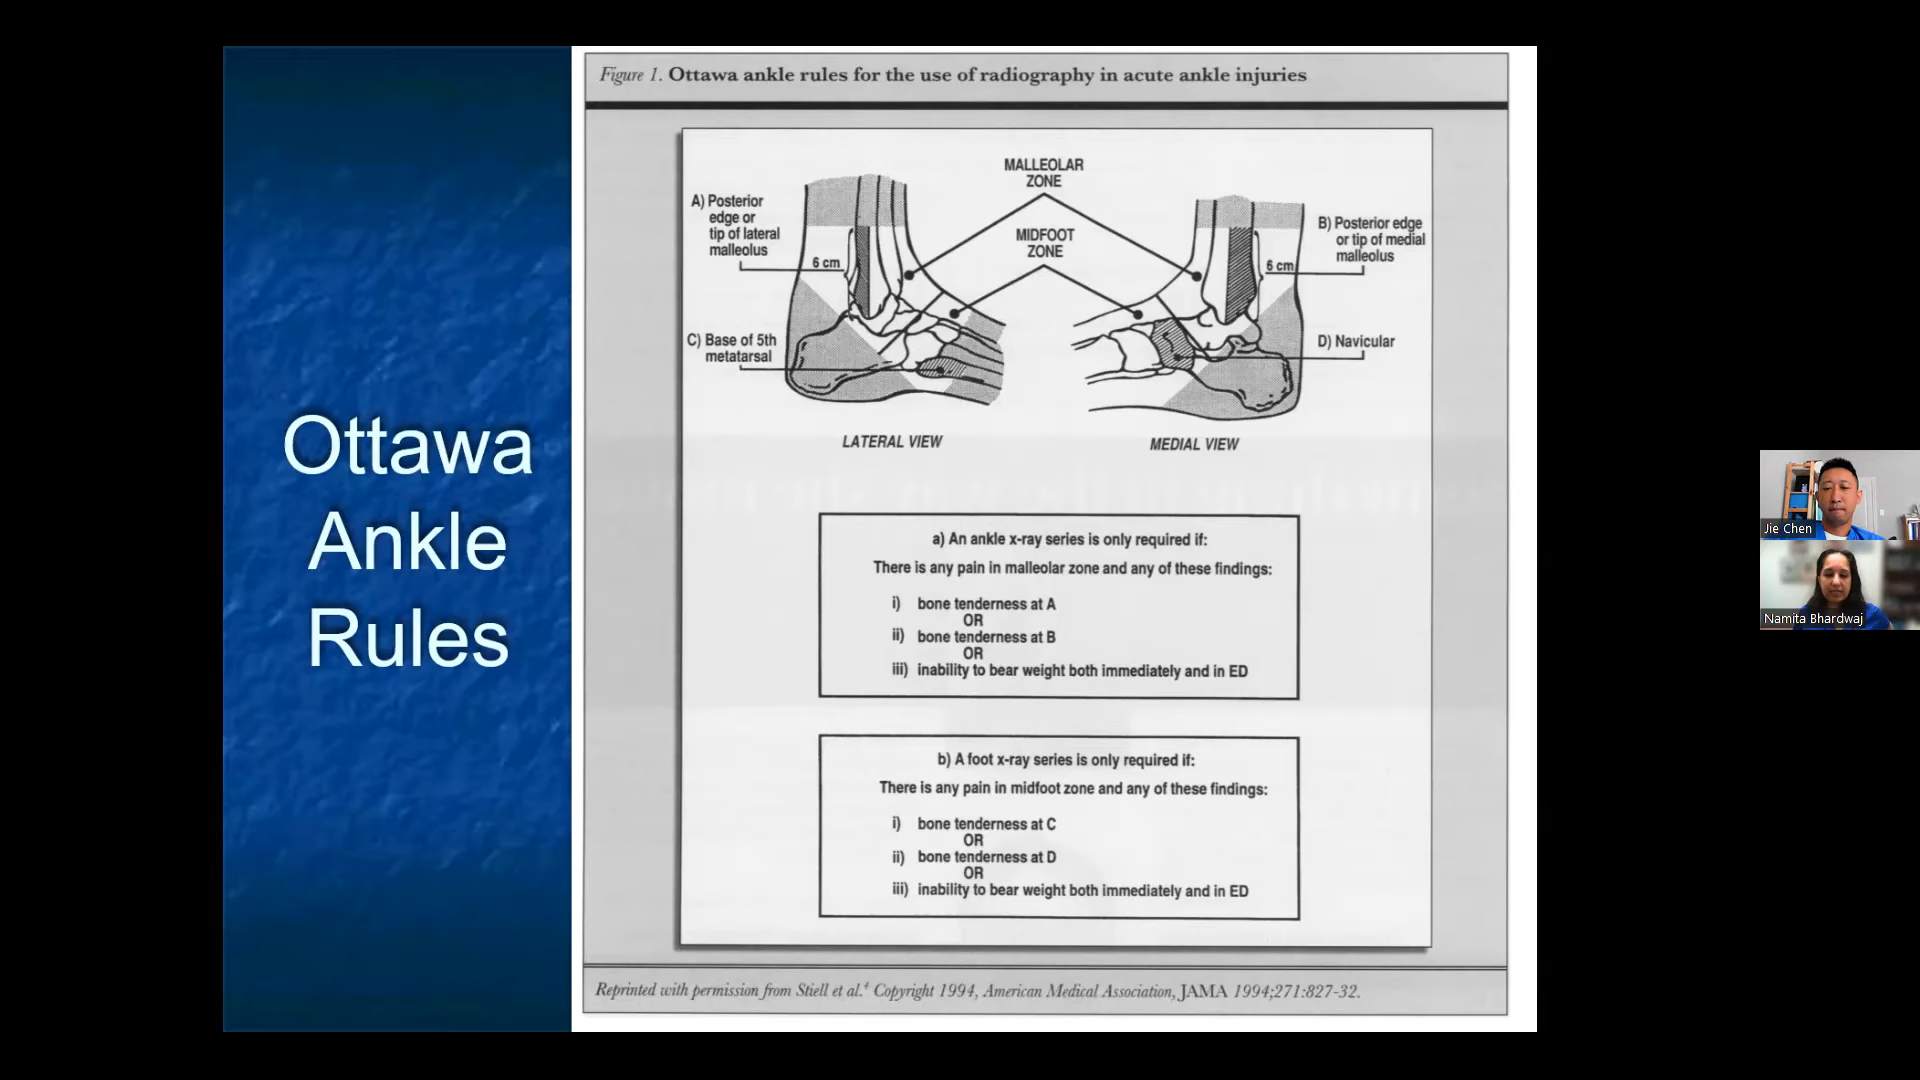 Ottawa
Ankle
Rules
Figure 1. Ottawa ankle rules for the use of radiography in acute ankle injuries
MALLEOLAR
ZONE
A) Posterior
edge or
tip of lateral
malleolus
MIDFOOT
ZONE
B) Posterior edge
or tip of medial
malleolus
6 cm
6 cm
C) Base of 5th
metatarsal
D) Navicular
LATERAL VIEW
MEDIAL VIEW
a) An ankle x-ray series is only required if:
There is any pain in malleolar zone and any of these findings:
i) bone tenderness at A
OR
ii) bone tenderness at B
OR
iii) inability to bear weight both immediately and in ED
b) A foot x-ray series is only required if:
There is any pain in midfoot zone and any of these findings:
i) bone tenderness at C
OR
ii) bone tenderness at D
OR
iii) inability to bear weight both immediately and in ED
Reprinted with permission from Stiell et al.⁴ Copyright 1994, American Medical Association, JAMA 1994;271:827-32.
Jie Chen
Namita Bhardwaj